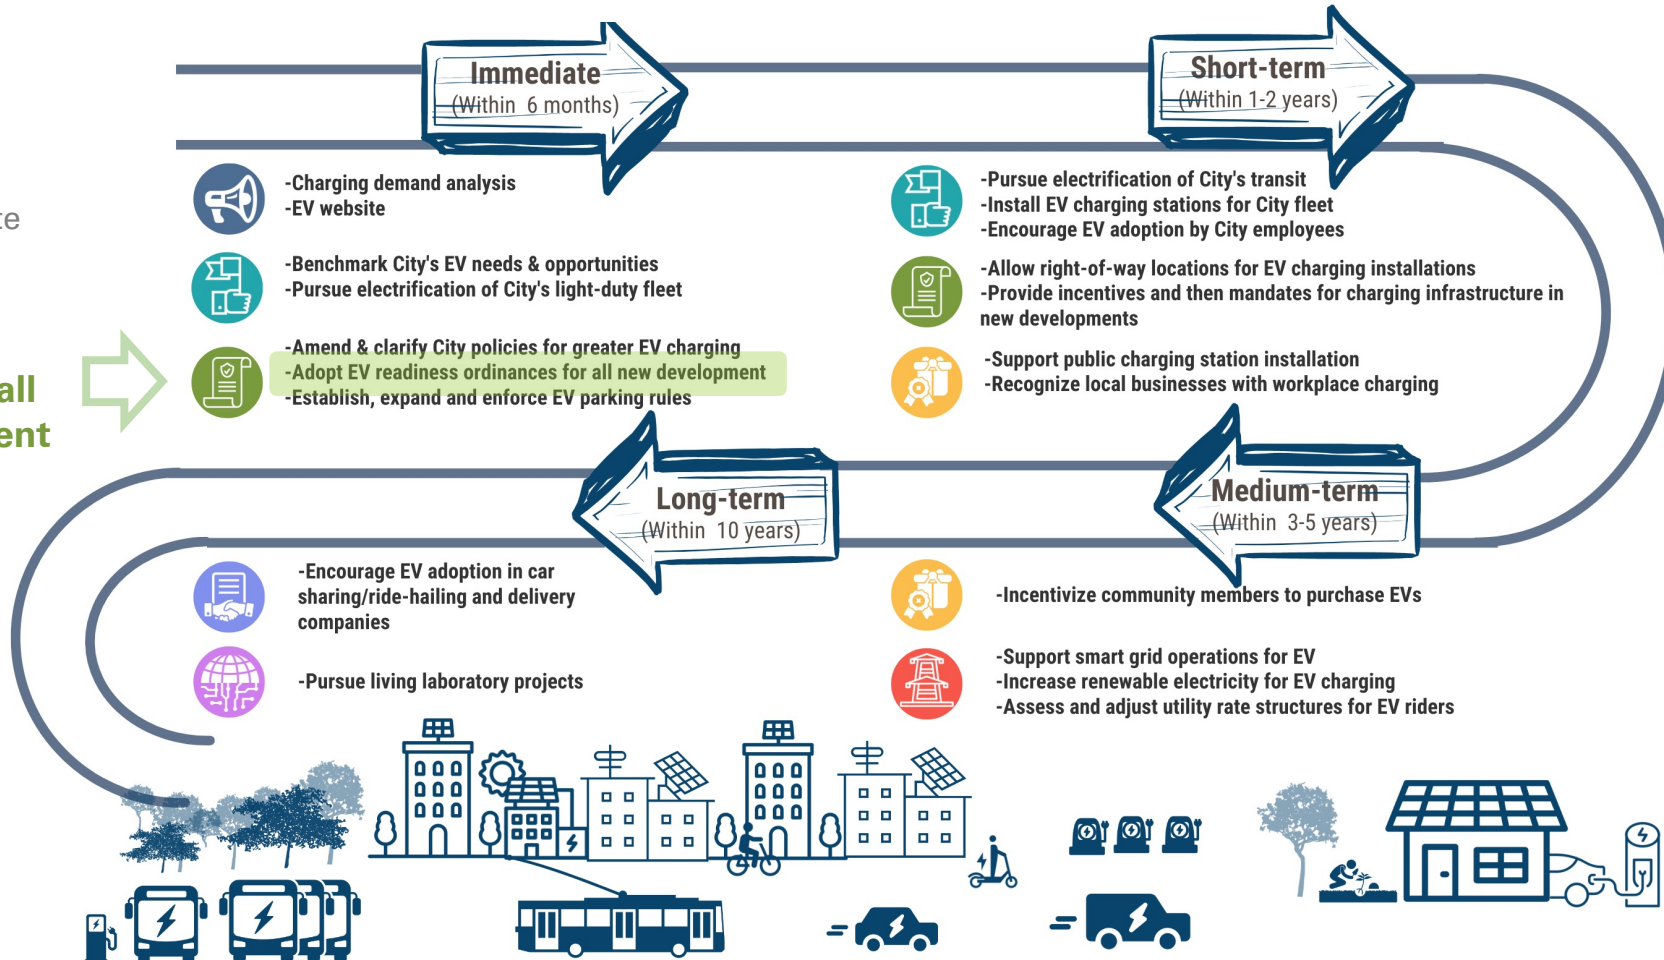 Immediate
(Within 6 months)
Short-term
(Within 1-2 years)
-Charging demand analysis
-EV website
-Benchmark City's EV needs & opportunities
-Pursue electrification of City's light-duty fleet
-Amend & clarify City policies for greater EV charging
-Adopt EV readiness ordinances for all new development
-Establish, expand and enforce EV parking rules
-Pursue electrification of City's transit
-Install EV charging stations for City fleet
-Encourage EV adoption by City employees
-Allow right-of-way locations for EV charging installations
-Provide incentives and then mandates for charging infrastructure in
new developments
-Support public charging station installation
-Recognize local businesses with workplace charging
all
Long-term
(Within 10 years)
Medium-term
(Within 3-5 years)
-Encourage EV adoption in car
sharing/ride-hailing and delivery
companies
-Pursue living laboratory projects
-Incentivize community members to purchase EVs
-Support smart grid operations for EV
-Increase renewable electricity for EV charging
-Assess and adjust utility rate structures for EV riders